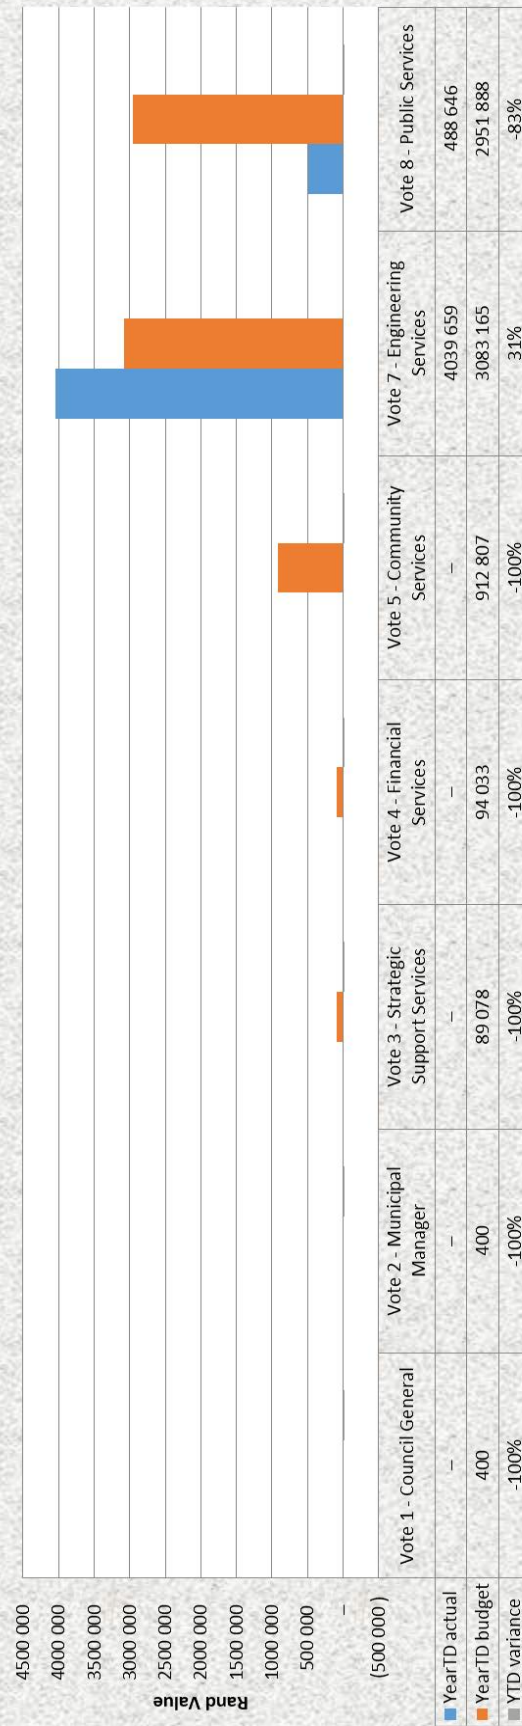 Rand Value
4500 000
4000 000
3500 000
3000 000
2500 000
2000 000
1500 000
1000 000
500 000
–
(500 000 )
Vote 1 - Council General
Vote 2 - Municipal
Manager
Vote 3 - Strategic
Support Services
Vote 4 - Financial
Services
Vote 5 - Community
Services
Vote 7 - Engineering
Services
Vote 8 - Public Services
YearTD actual – – – – – 4039 659 488 646
YearTD budget 400 400 89 078 94 033 912 807 3083 165 2951 888
YTD variance -100% -100% -100% -100% -100% 31% -83%